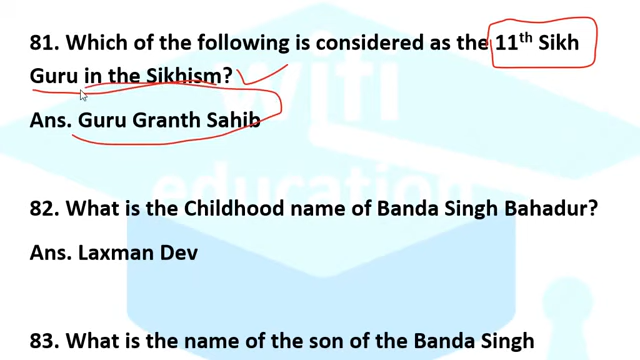 81. Which of the following is considered as the 11th Sikh
Guru in the Sikhism?
Ans. Guru Granth Sahib
82. What is the Childhood name of Banda Singh Bahadur?
Ans. Laxman Dev
83. What is the name of the son of the Banda Singh
wifi
education